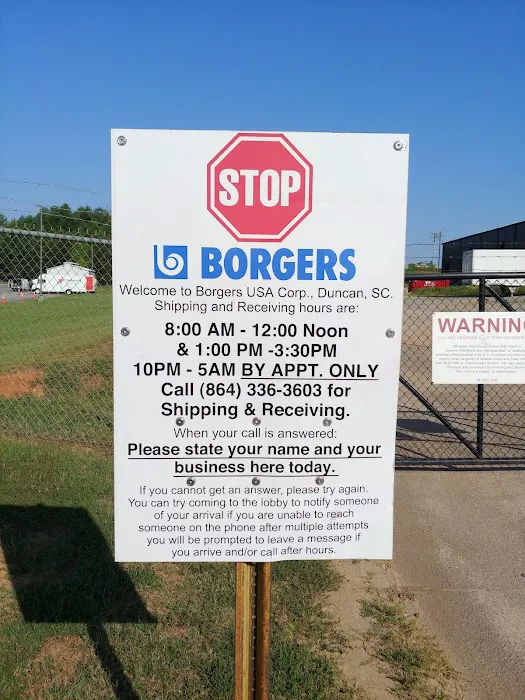 STOP
BORGERS
Welcome to Borgers USA Corp., Duncan, SC.
Shipping and Receiving hours are:
8:00 AM - 12:00 Noon
& 1:00 PM -3:30PM
10PM - 5AM BY APPT. ONLY
Call (864) 336-3603 for
Shipping & Receiving.
When your call is answered:
Please state your name and your
business here today.
If you cannot get an answer, please try again.
You can try coming to the lobby to notify someone
of your arrival if you are unable to reach
someone on the phone after multiple attempts
you will be prompted to leave a message if
you arrive and/or call after hours.
WARNING